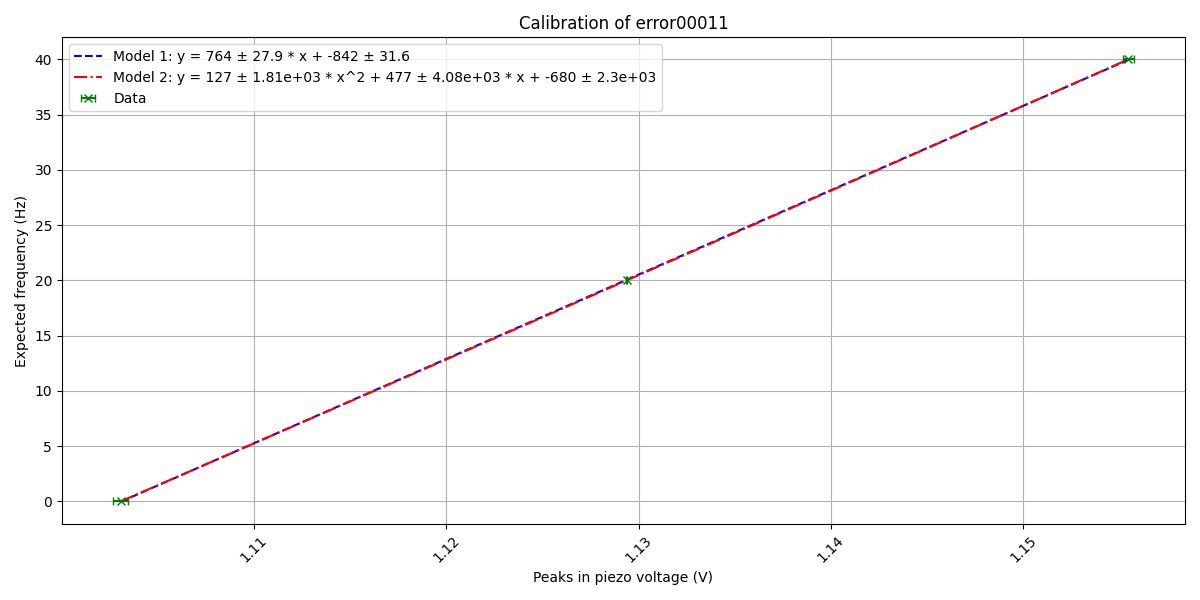 Calibration of error00011
Model 1: y = 764 ± 27.9 * x + -842 ± 31.6
Model 2: y = 127 ± 1.81e+03 * x^2 + 477 ± 4.08e+03 * x + -680 ± 2.3e+03
Data
Expected frequency (Hz)
40
35
30
25
20
15
10
5
0
1.11
1.12
1.13
1.14
1.15
Peaks in piezo voltage (V)